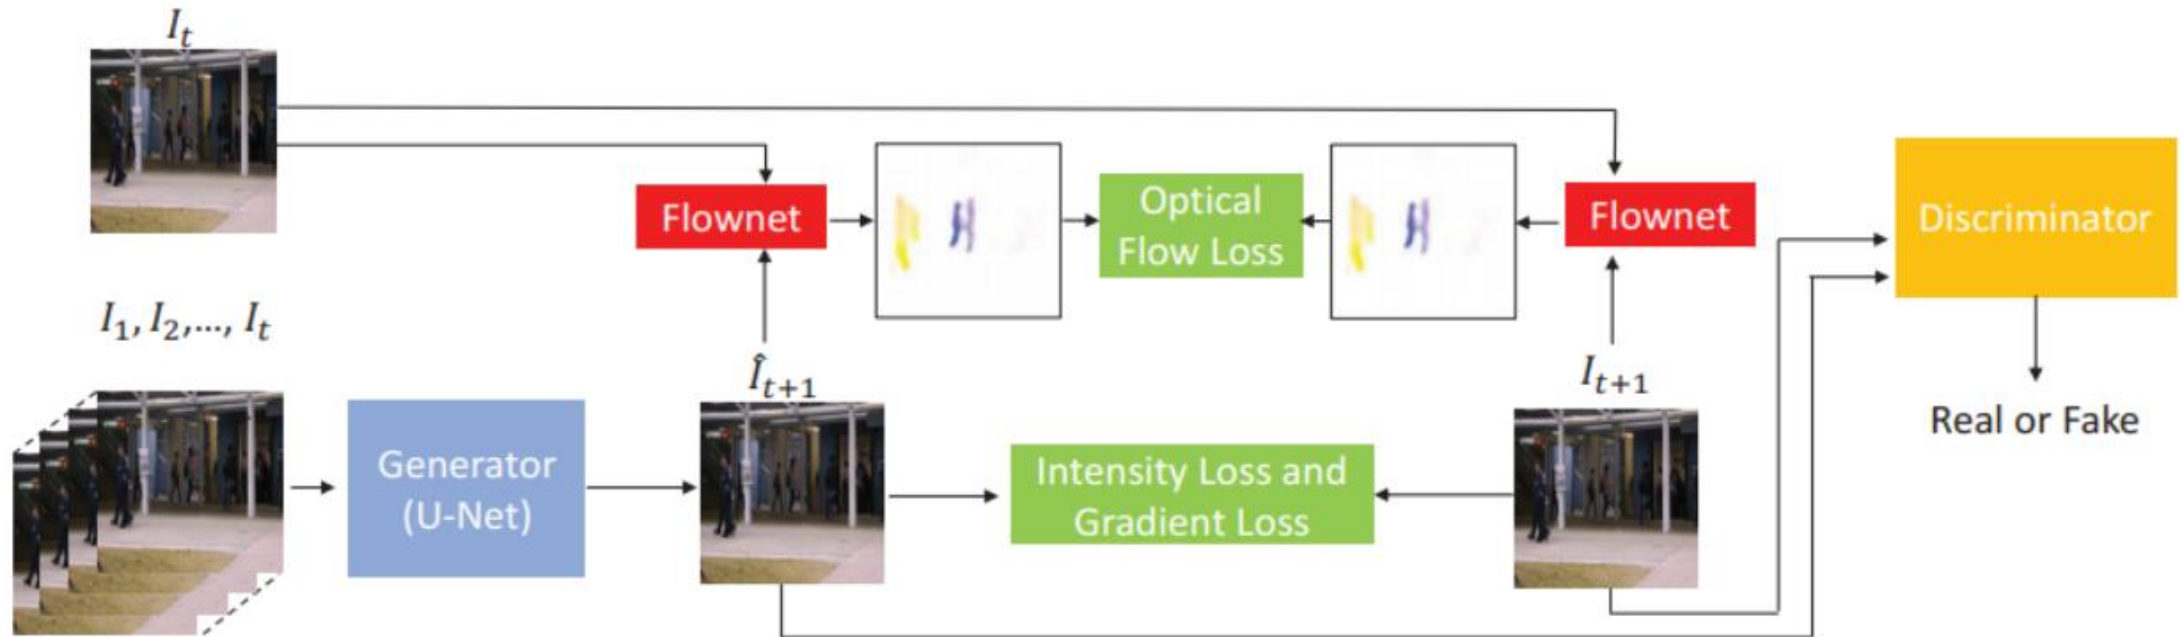 I_t
Flownet
Optical
Flow Loss
Flownet
Discriminator
I_1, I_2,..., I_t
Î_{t+1}
I_{t+1}
Real or Fake
Generator
(U-Net)
Intensity Loss and
Gradient Loss